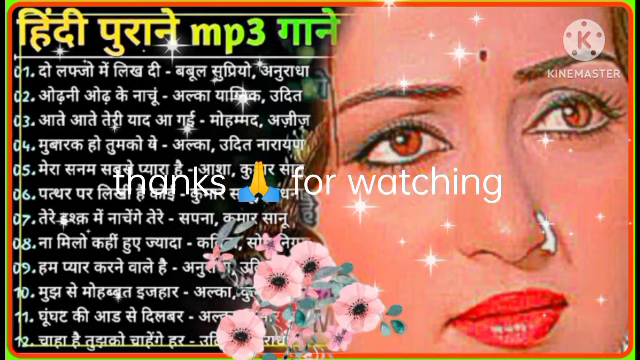 हिंदी पुराने mp3 गाने
KINEMASTER
01. दो लफ्जो में लिख दी - बबूल सुप्रियो, अनुराधा
02. ओढ़नी ओढ़ के नाचूं - अल्का याग्निक, उदित
03. आते आते तेरी याद आ गई - मोहम्मद, अज़ीज़
04. मुबारक हो तुमको ये - अल्का, उदित नारायण
05. मेरा सनम सबसे प्यारा है - आशा, कुमार सानू
06. पत्थर पर लिखा है कोई - कुमार
thanks 🙏 for watching
07. तेरे इश्क़ में नाचेंगे तेरे - सपना, कुमार सानू
08. ना मिलो कहीं हुए ज्यादा -
09. हम प्यार करने वाले है -
10. मुझ से मोहब्बत इजहार - अल्का,
11. घूंघट की आड से दिलबर -
12. चाहा है तुझको चाहेंगे हर -